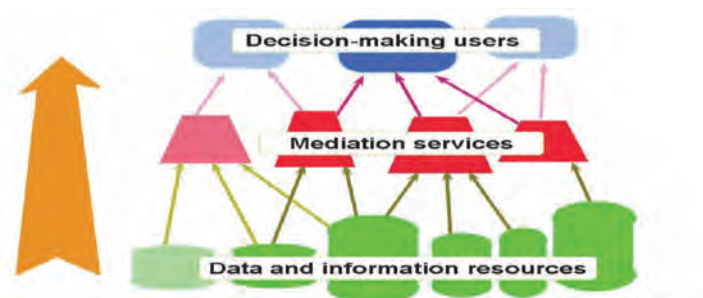 Decision-making users
Mediation services
Data and information resources